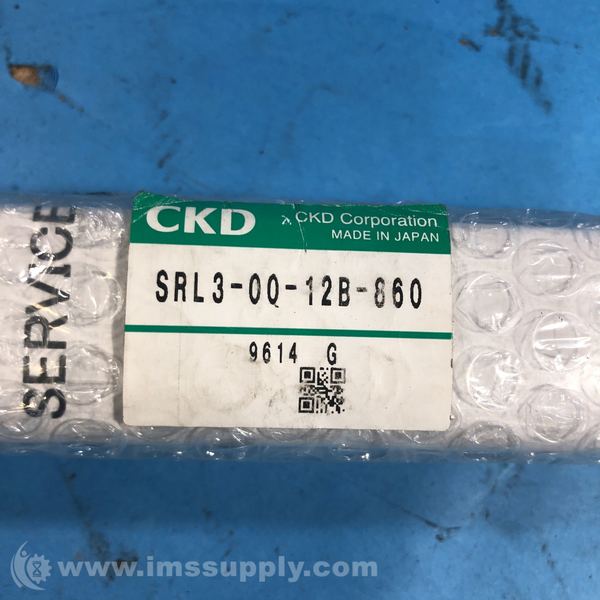 CKD
CKD Corporation
MADE IN JAPAN
SRL3-00-12B-860
9614 G
SERVICE
www.imssupply.com